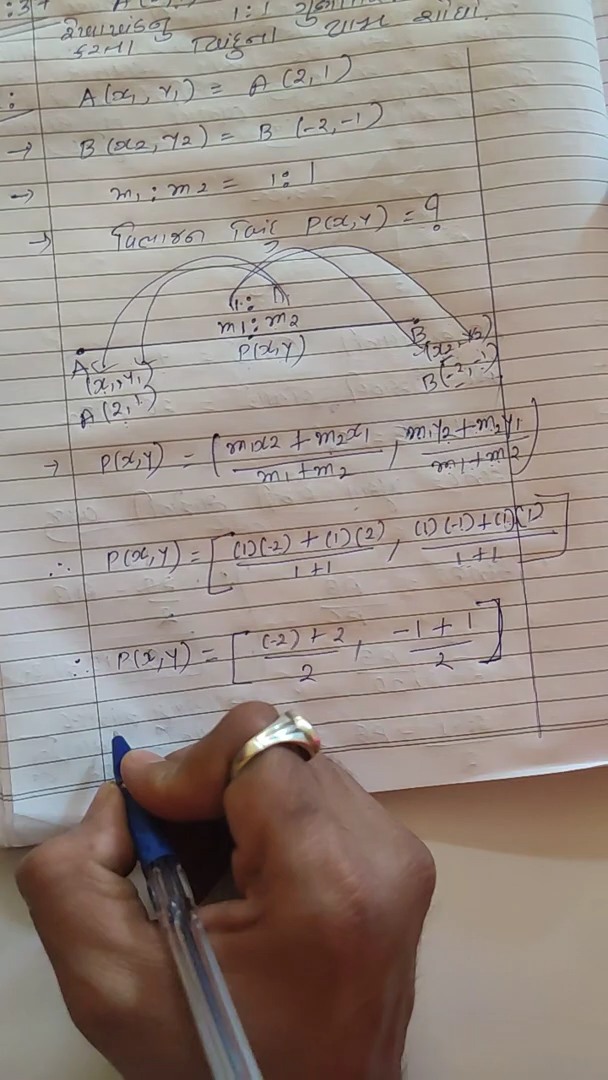 1:1
A(x₁, y₁) = A (2, 1)
→ B(x2, y2) = B (-2, -1)
→ m₁ : m2 = 1:1
→ P(x, y) = ?
1: 1
m₁ : m2
P(x,y)
A
(x₁, y₁)
A (2, 1)
B
(x2, y2)
B(-2, -1)
→ P(x, y) = (m₁x2 + m2x₁ / m₁ + m2 , m₁y2 + m2y₁ / m₁ + m2)
∴ P(x, y) = [(1)(-2) + (1)(2) / 1+1 , (1)(-1) + (1)(1) / 1+1]
∴ P(x, y) = [(-2) + 2 / 2 , -1 + 1 / 2]